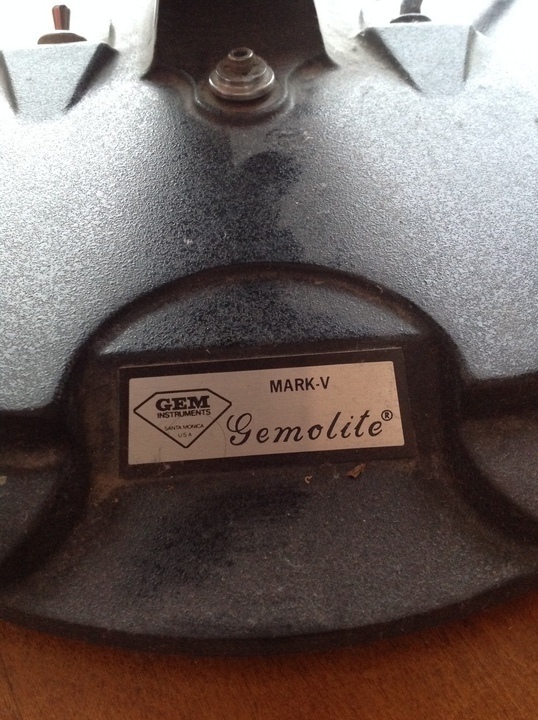 MARK-V
GEM
INSTRUMENTS
SANTA MONICA
U.S.A
Gemolite®